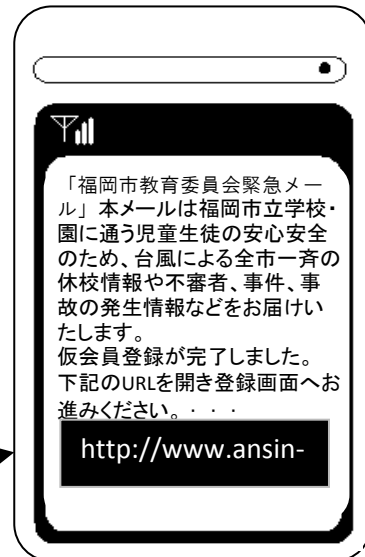 「福岡市教育委員会緊急メー
ル」本メールは福岡市立学校・
園に通う児童生徒の安心安全
のため、台風による全市一斉の
休校情報や不審者、事件、事
故の発生情報などをお届けい
たします。
仮会員登録が完了しました。
下記のURLを開き登録画面へお
進みください。・・・
http://www.ansin-